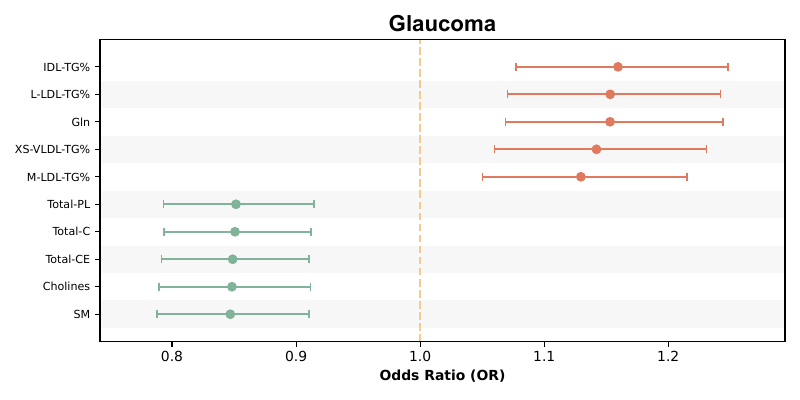 Glaucoma
IDL-TG%
L-LDL-TG%
Gln
XS-VLDL-TG%
M-LDL-TG%
Total-PL
Total-C
Total-CE
Cholines
SM
0.8 0.9 1.0 1.1 1.2
Odds Ratio (OR)